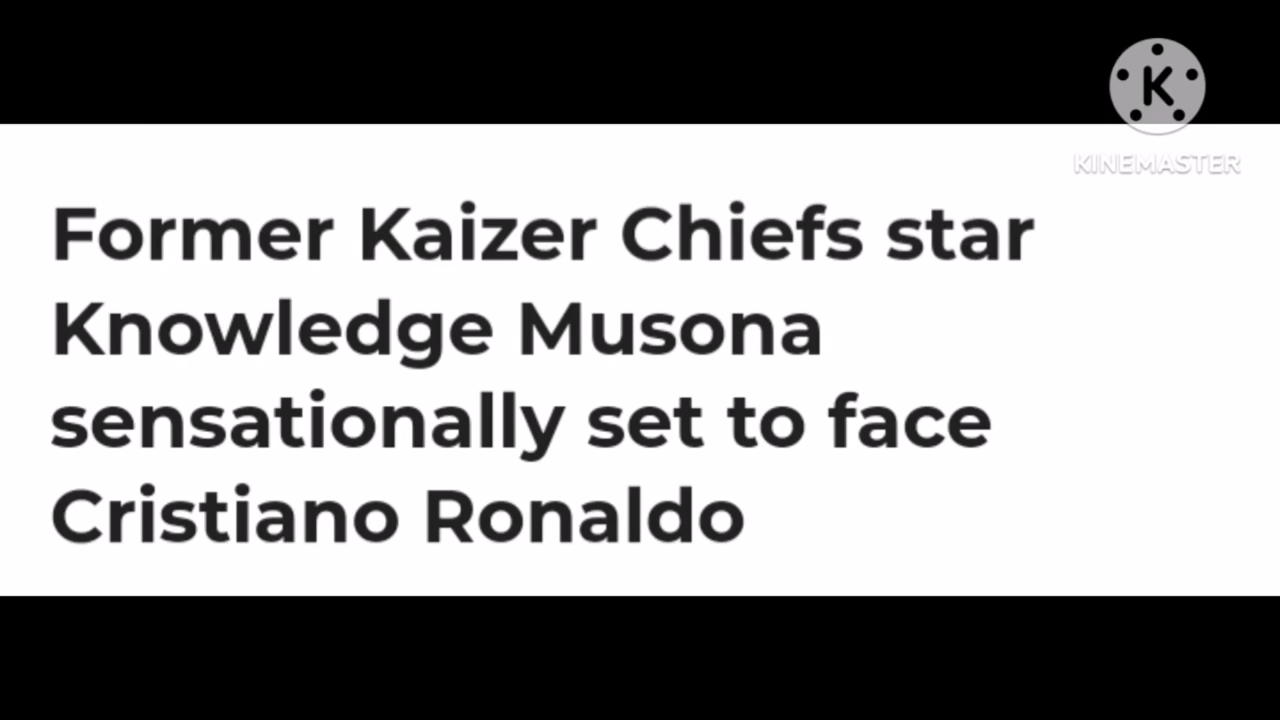 K
KINEMASTER
Former Kaizer Chiefs star
Knowledge Musona
sensationally set to face
Cristiano Ronaldo